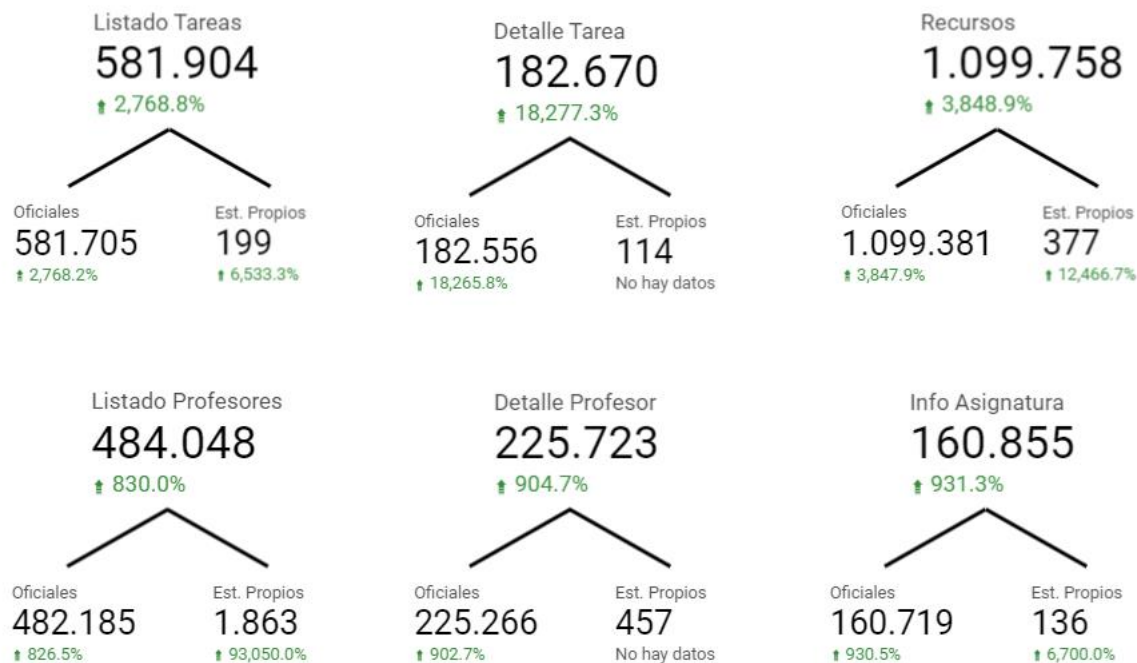 Listado Tareas
581.904
2,768.8%
Oficiales
581.705
2,768.2%
Est. Propios
199
6,533.3%
Detalle Tarea
182.670
18,277.3%
Oficiales
182.556
18,265.8%
Est. Propios
114
No hay datos
Recursos
1.099.758
3,848.9%
Oficiales
1.099.381
3,847.9%
Est. Propios
377
12,466.7%
Listado Profesores
484.048
830.0%
Oficiales
482.185
826.5%
Est. Propios
1.863
93,050.0%
Detalle Profesor
225.723
904.7%
Oficiales
225.266
902.7%
Est. Propios
457
No hay datos
Info Asignatura
160.855
931.3%
Oficiales
160.719
930.5%
Est. Propios
136
6,700.0%